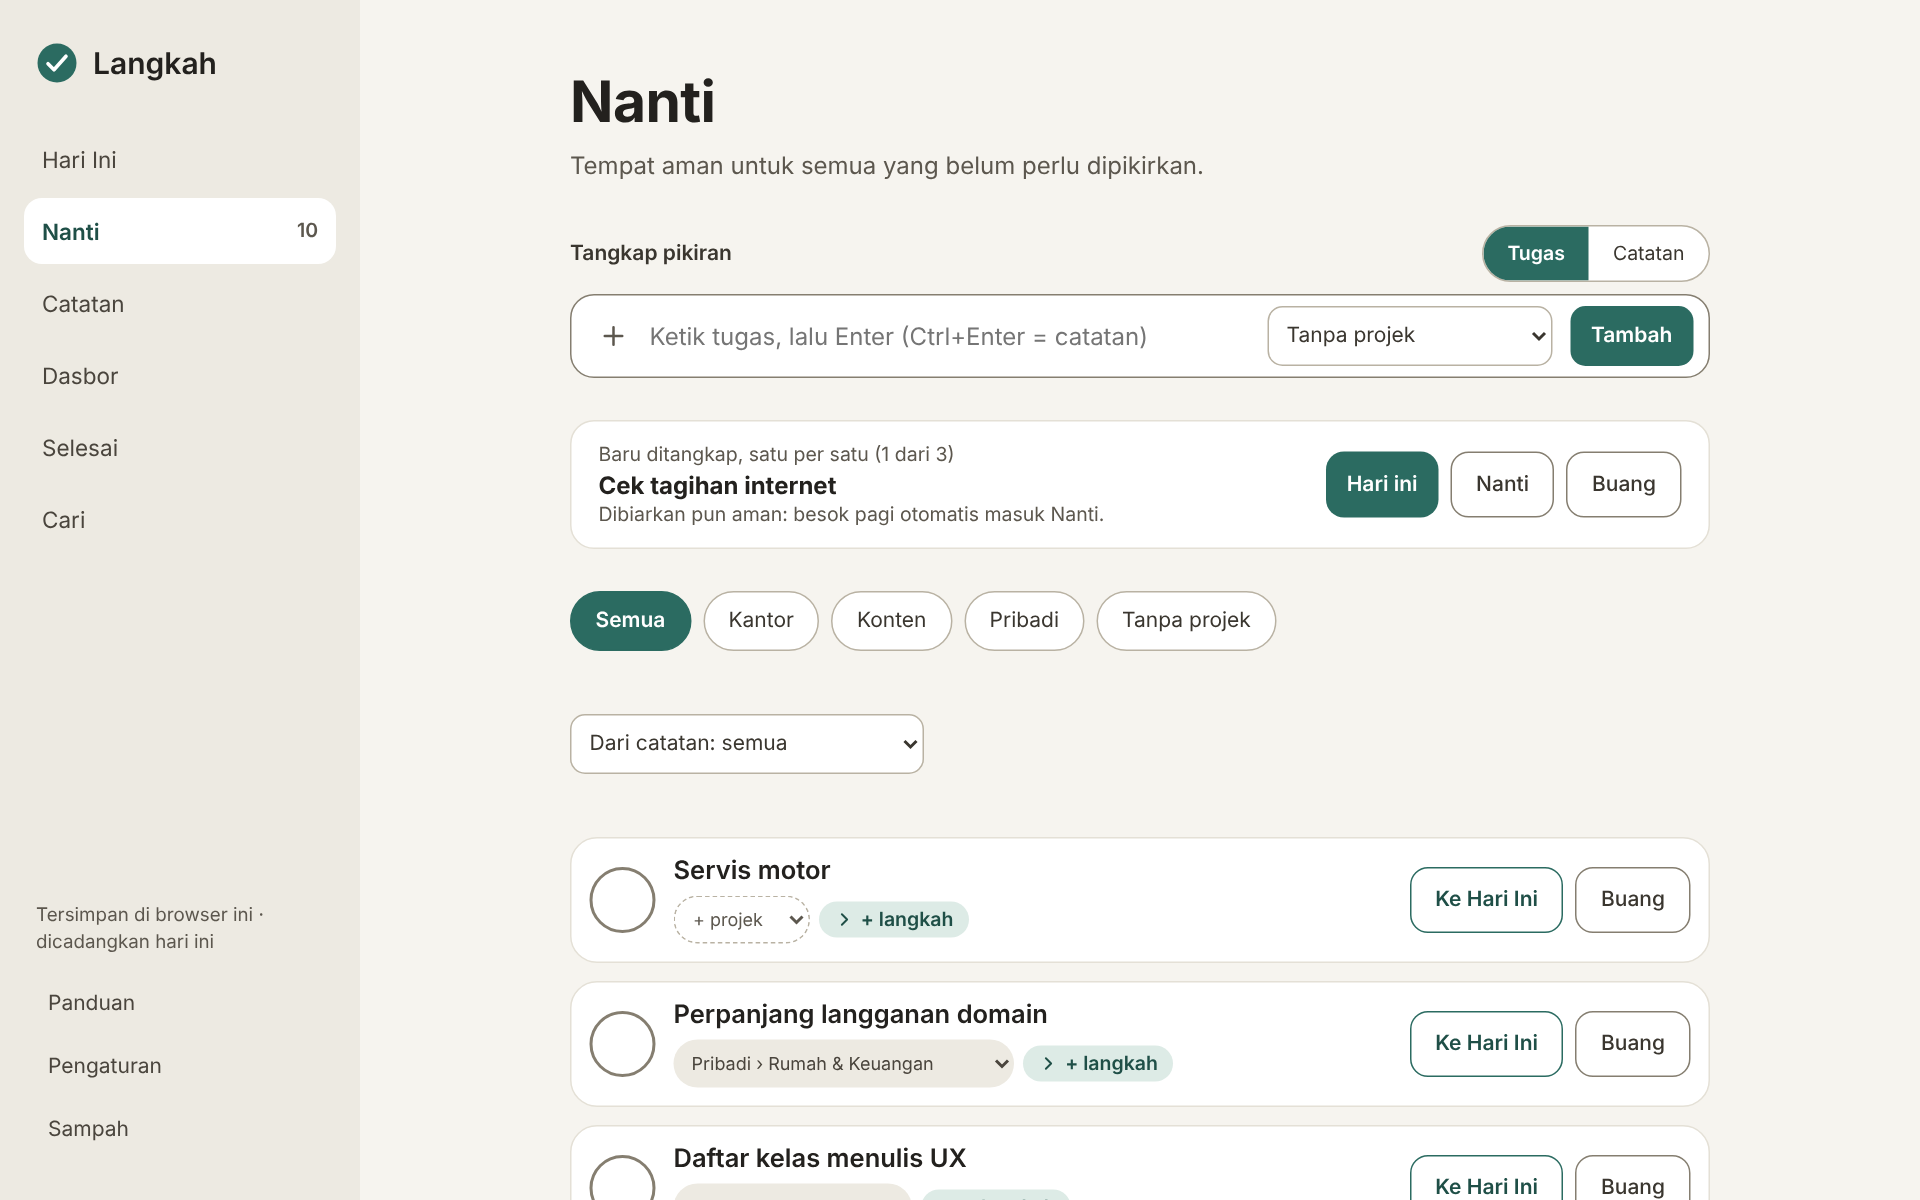 Langkah
Hari Ini
Nanti 10
Catatan
Dasbor
Selesai
Cari
Tersimpan di browser ini ·
dicadangkan hari ini
Panduan
Pengaturan
Sampah
Nanti
Tempat aman untuk semua yang belum perlu dipikirkan.
Tangkap pikiran
Tugas Catatan
Ketik tugas, lalu Enter (Ctrl+Enter = catatan) Tanpa projek Tambah
Baru ditangkap, satu per satu (1 dari 3)
Cek tagihan internet
Dibiarkan pun aman: besok pagi otomatis masuk Nanti.
Hari ini Nanti Buang
Semua Kantor Konten Pribadi Tanpa projek
Dari catatan: semua
Servis motor
+ projek + langkah
Ke Hari Ini Buang
Perpanjang langganan domain
Pribadi › Rumah & Keuangan + langkah
Ke Hari Ini Buang
Daftar kelas menulis UX
Ke Hari Ini Buang